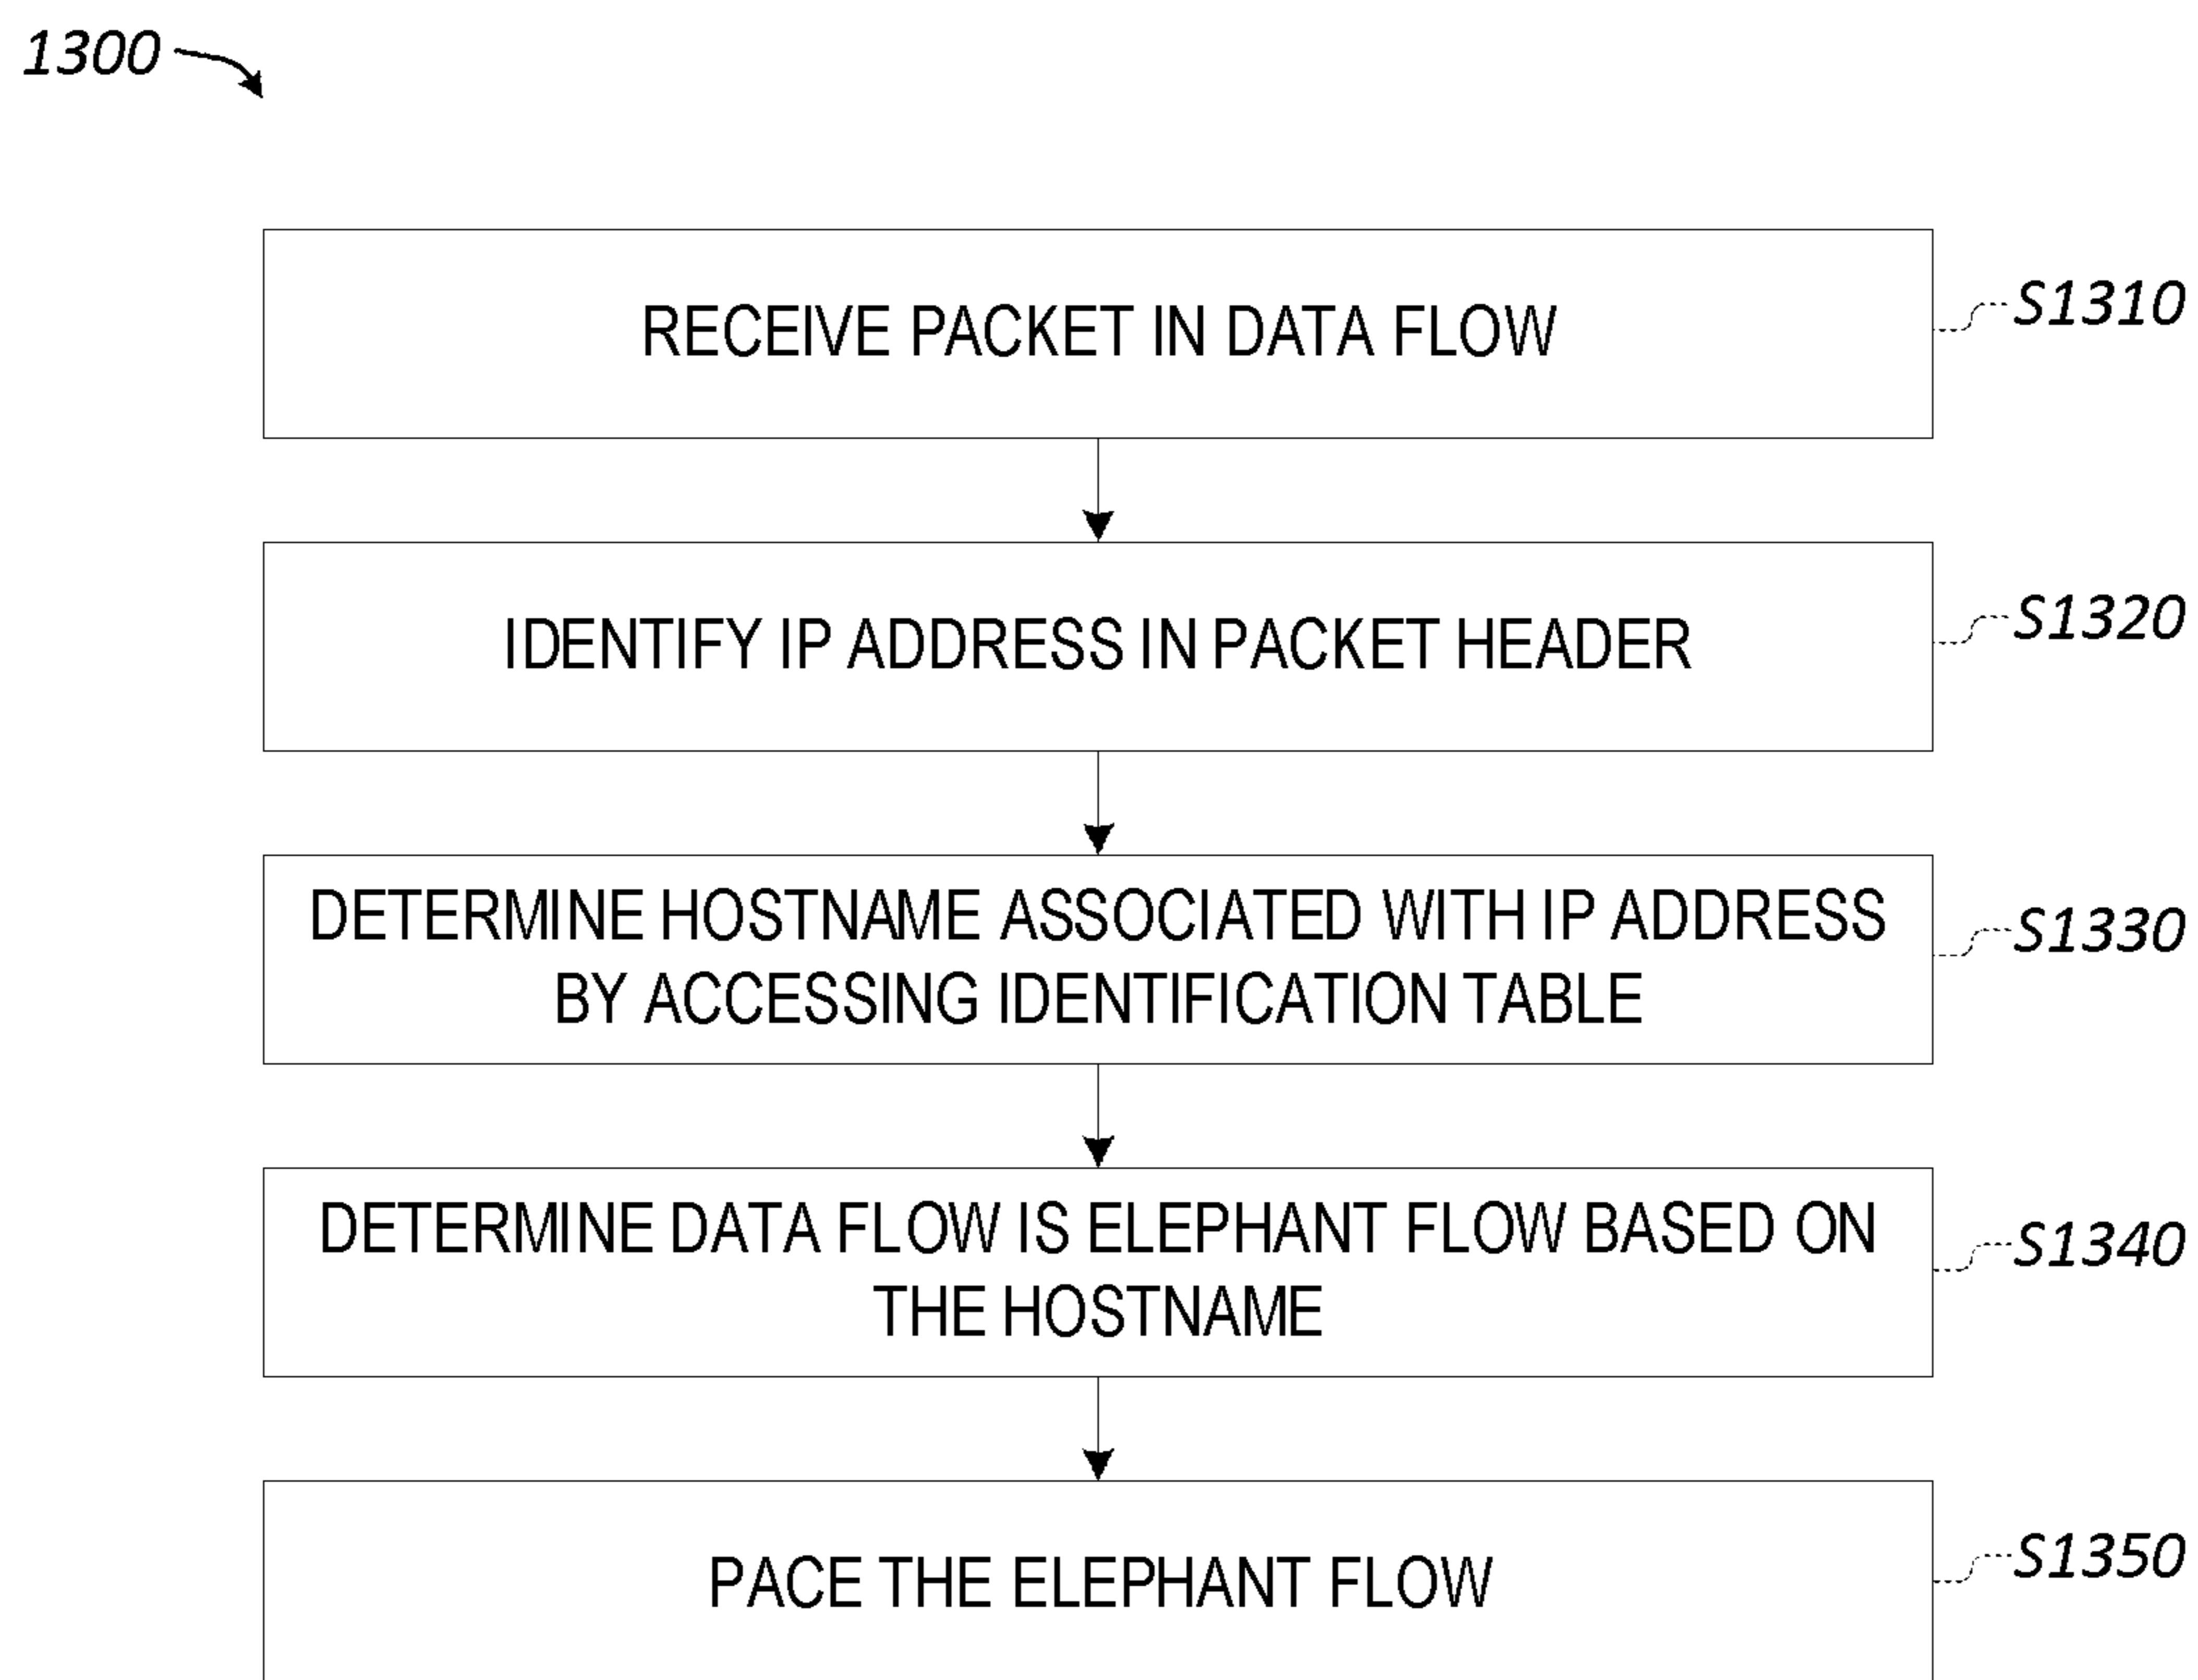 1300
RECEIVE PACKET IN DATA FLOW
S1310
IDENTIFY IP ADDRESS IN PACKET HEADER
S1320
DETERMINE HOSTNAME ASSOCIATED WITH IP ADDRESS
BY ACCESSING IDENTIFICATION TABLE
S1330
DETERMINE DATA FLOW IS ELEPHANT FLOW BASED ON
THE HOSTNAME
S1340
PACE THE ELEPHANT FLOW
S1350